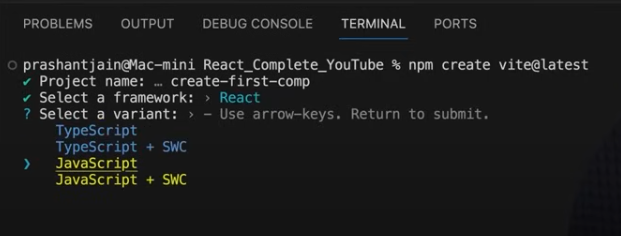 PROBLEMS OUTPUT DEBUG CONSOLE TERMINAL PORTS
prashantjain@Mac-mini React_Complete_YouTube % npm create vite@latest
✔ Project name: … create-first-comp
✔ Select a framework: › React
? Select a variant: › - Use arrow-keys. Return to submit.
TypeScript
TypeScript + SWC
❯ JavaScript
JavaScript + SWC